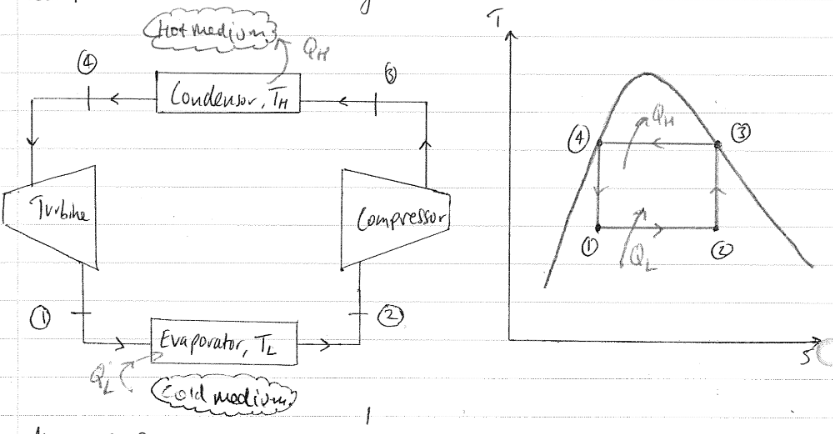 Hot medium
Q_H
④
③
Condensor, T_H
Turbine
Compressor
①
②
Evaporator, T_L
Q_L
Cold medium
T
④
Q_H
③
①
Q_L
②
S